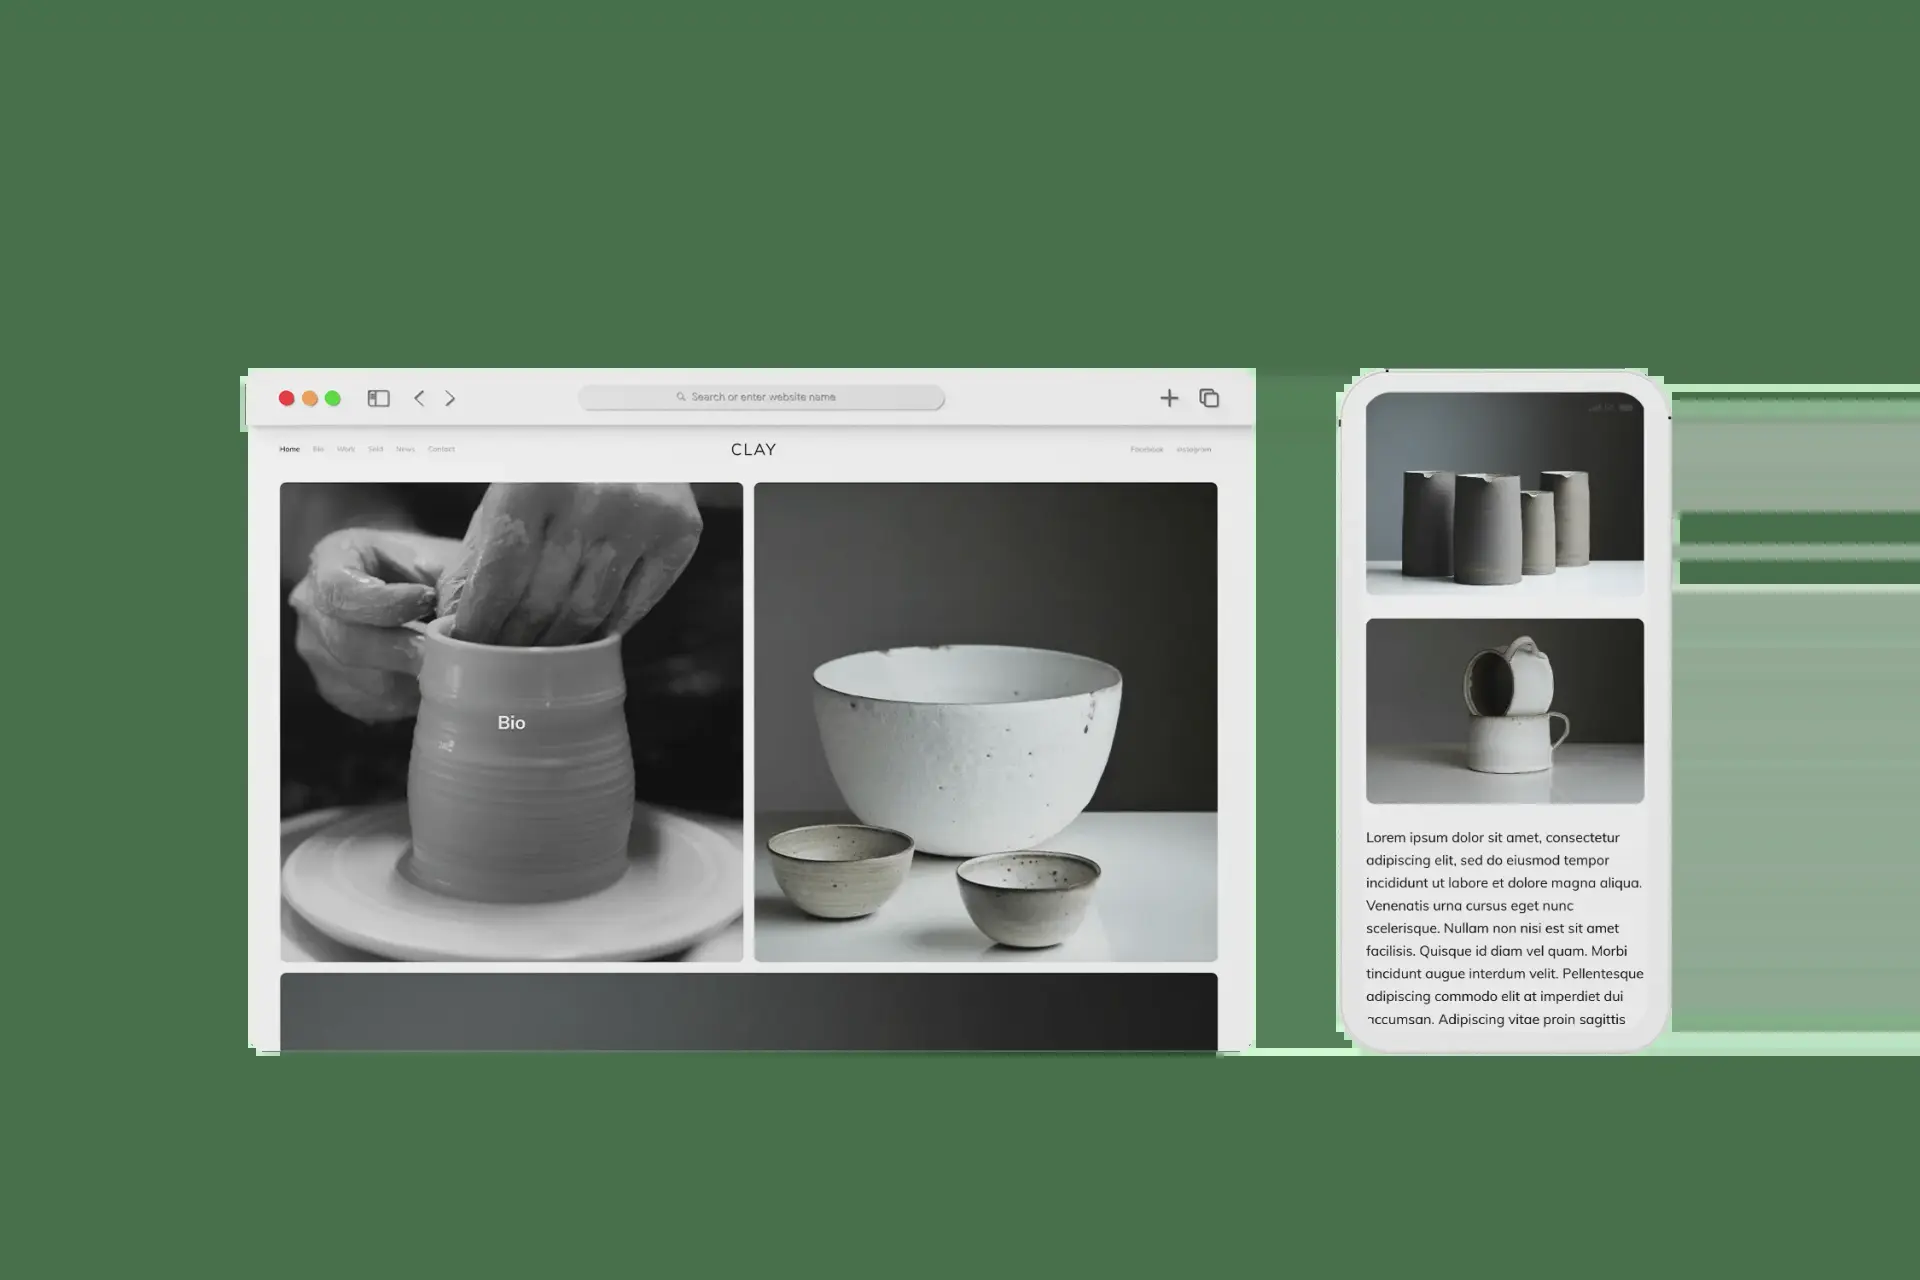 Search or enter website name
Home Bio Work Sold News Contact
CLAY
Facebook Instagram
Bio
Lorem ipsum dolor sit amet, consectetur
adipiscing elit, sed do eiusmod tempor
incididunt ut labore et dolore magna aliqua.
Venenatis urna cursus eget nunc
scelerisque. Nullam non nisi est sit amet
facilisis. Quisque id diam vel quam. Morbi
tincidunt augue interdum velit. Pellentesque
adipiscing commodo elit at imperdiet dui
accumsan. Adipiscing vitae proin sagittis